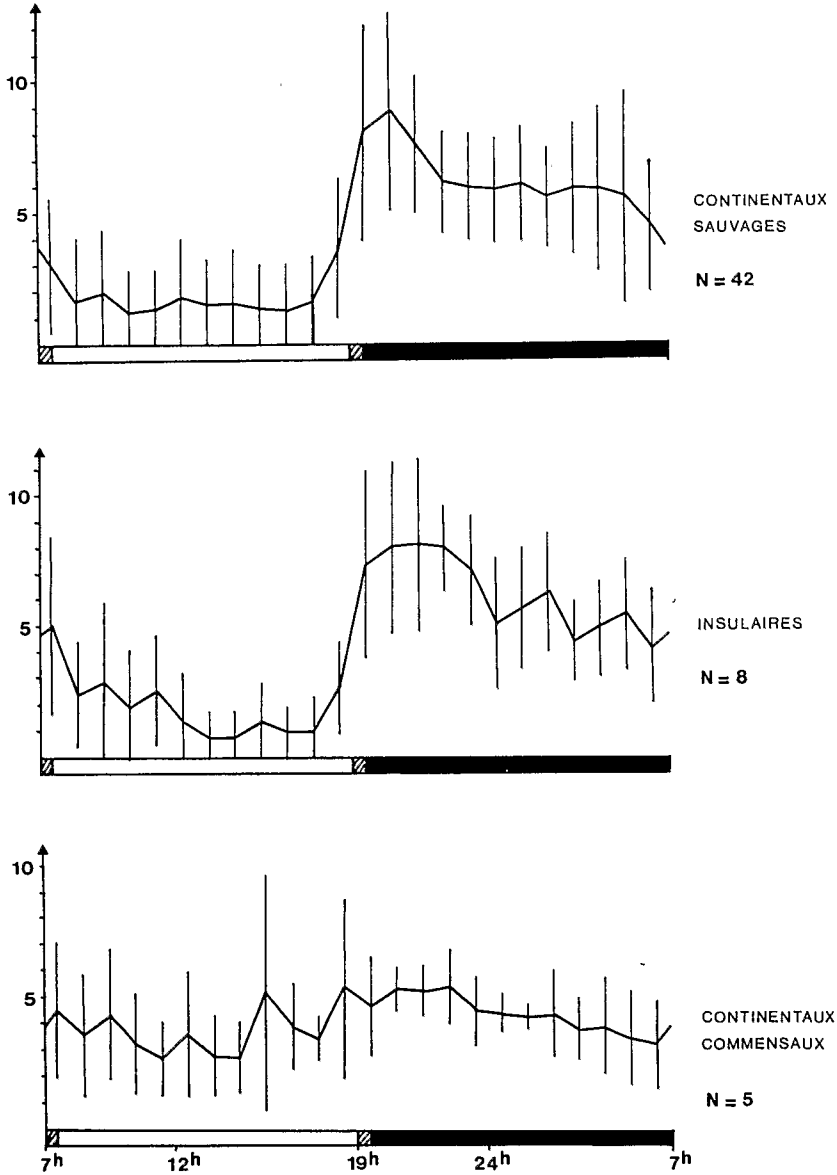 10
5
CONTINENTAUX
SAUVAGES
N = 42
10
5
INSULAIRES
N = 8
10
5
CONTINENTAUX
COMMENSAUX
N = 5
7h 12h 19h 24h 7h